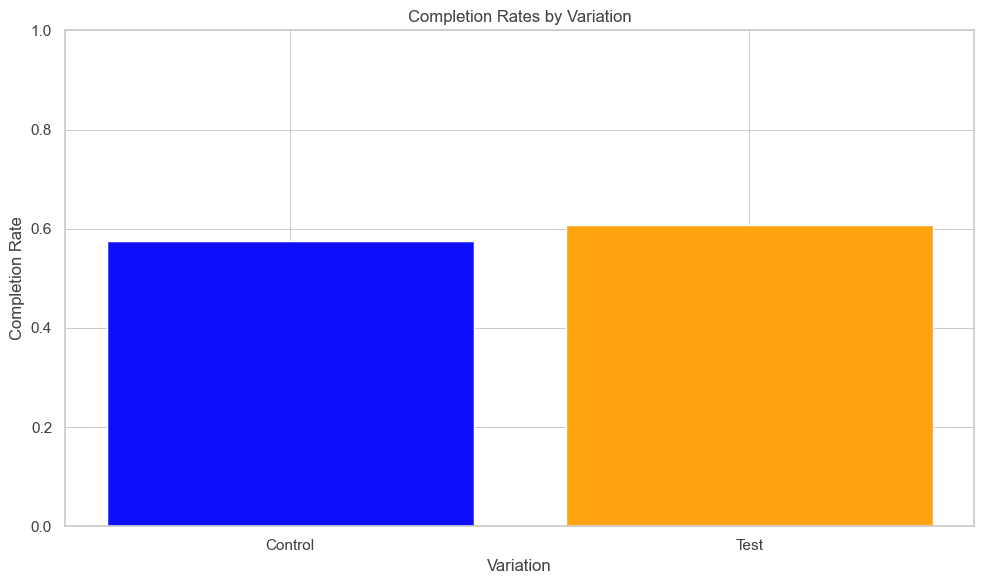 Completion Rates by Variation
1.0
0.8
0.6
0.4
0.2
0.0
Completion Rate
Control
Test
Variation